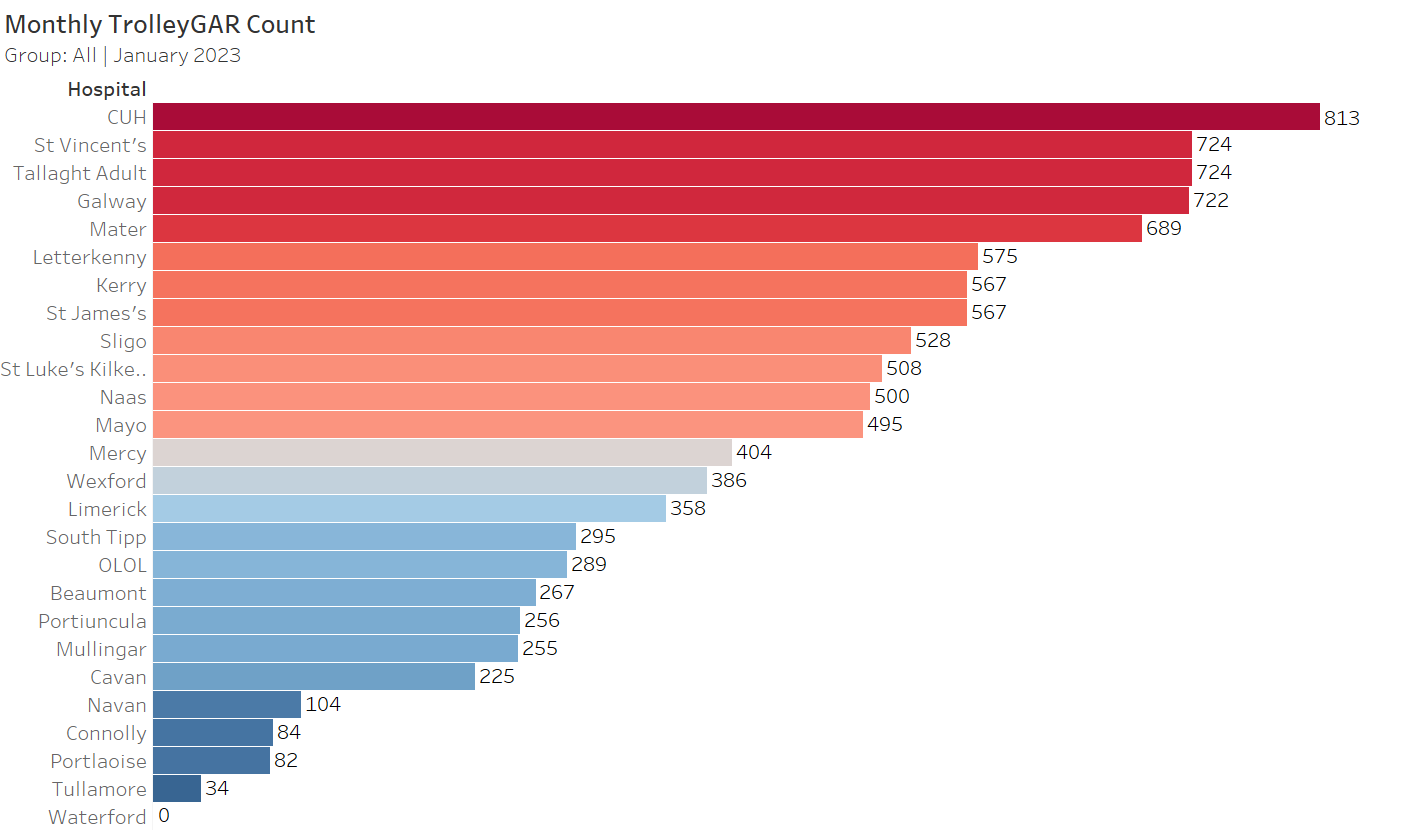 Monthly TrolleyGAR Count
Group: All | January 2023
Hospital
CUH 813
St Vincent’s 724
Tallaght Adult 724
Galway 722
Mater 689
Letterkenny 575
Kerry 567
St James’s 567
Sligo 528
St Luke’s Kilke.. 508
Naas 500
Mayo 495
Mercy 404
Wexford 386
Limerick 358
South Tipp 295
OLOL 289
Beaumont 267
Portiuncula 256
Mullingar 255
Cavan 225
Navan 104
Connolly 84
Portlaoise 82
Tullamore 34
Waterford 0